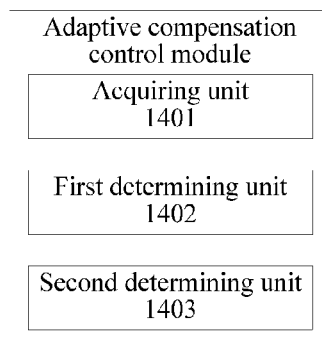 Adaptive compensation
control module
Acquiring unit
1401
First determining unit
1402
Second determining unit
1403